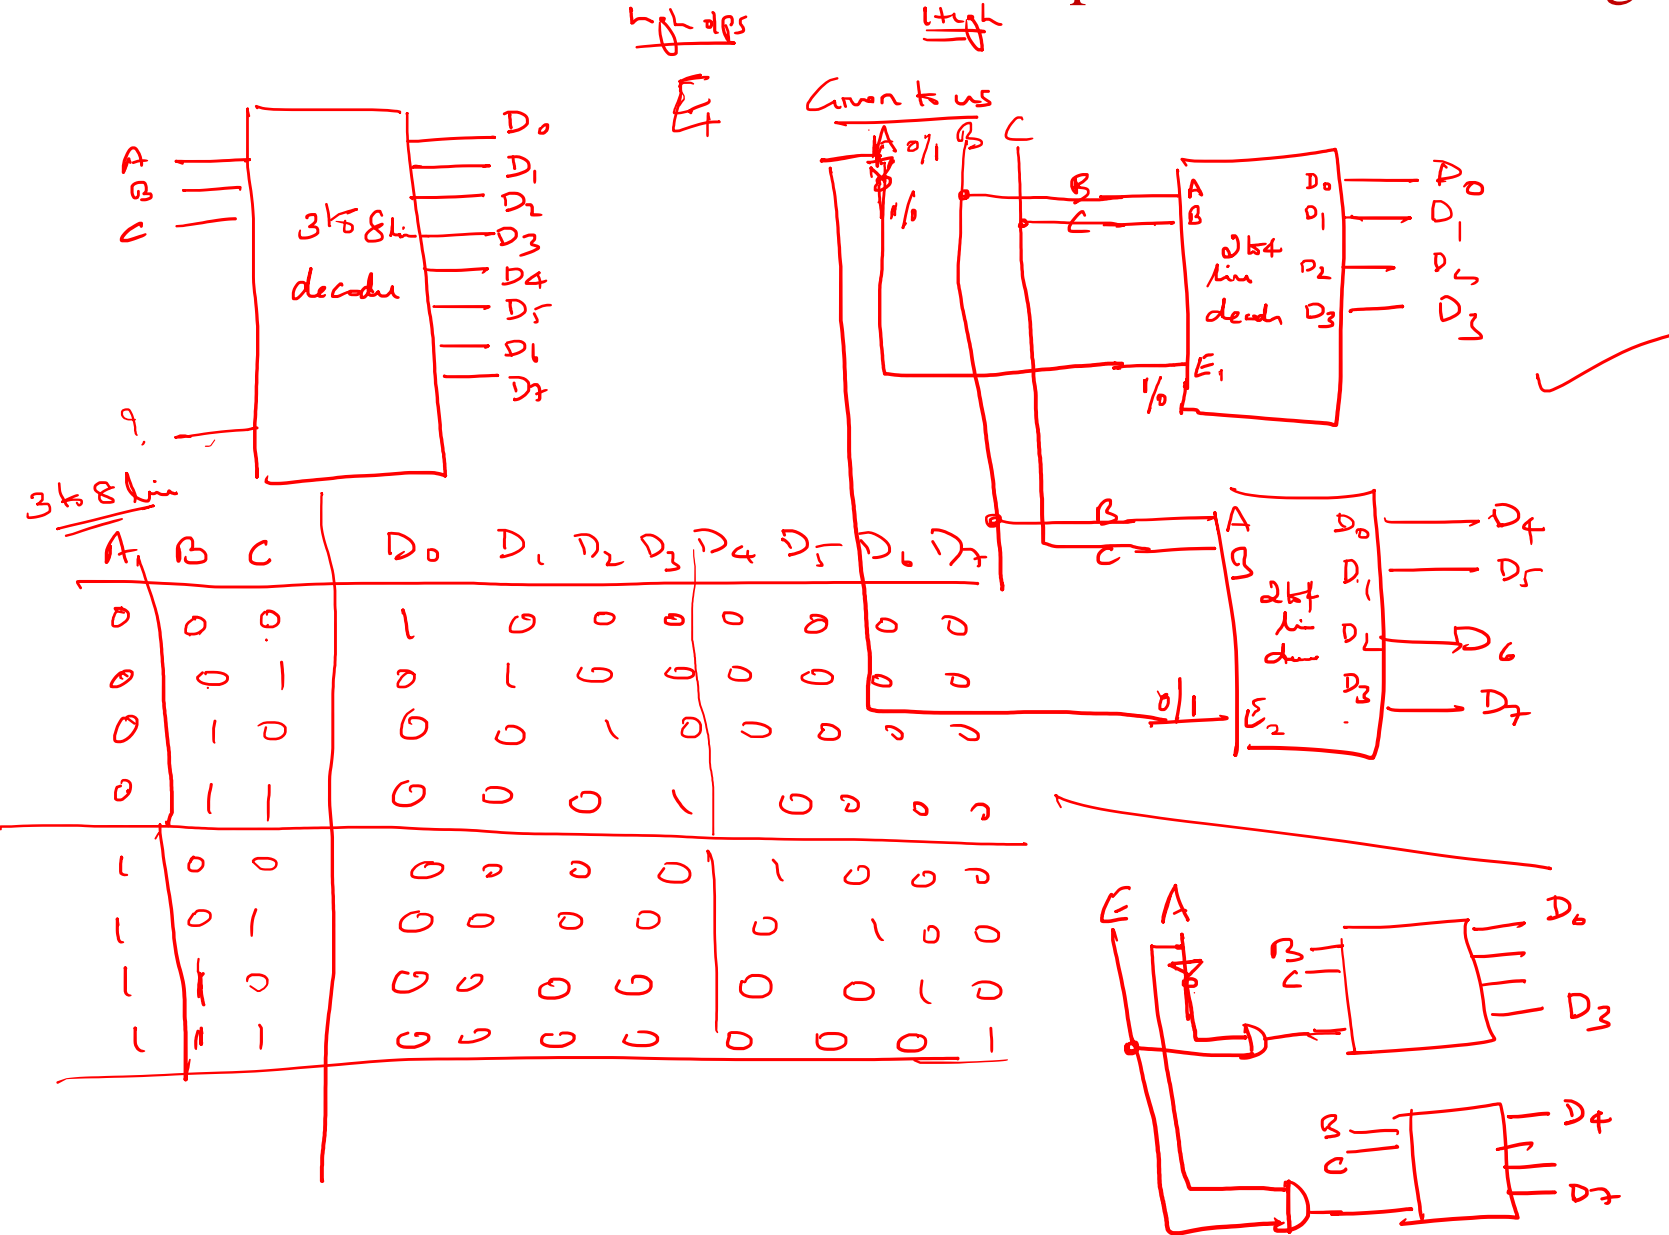 high ops
High
E
Given to us
A 0/1 B C
1/0
A
B
C
3 to 8 line
decoder
D0
D1
D2
D3
D4
D5
D6
D7
?
B
C
A
B
2 to 4
line
decodr
E1
1/0
D0
D1
D2
D3
D0
D1
D2
D3
B
C
A
B
2 to 4
lin
E2
0/1
D0
D1
D2
D3
D4
D5
D6
D7
3 to 8 line
A B C D0 D1 D2 D3 D4 D5 D6 D7
0 0 0 1 0 0 0 0 0 0 0
0 0 1 0 1 0 0 0 0 0 0
0 1 0 0 0 1 0 0 0 0 0
0 1 1 0 0 0 1 0 0 0 0
1 0 0 0 0 0 0 1 0 0 0
1 0 1 0 0 0 0 0 1 0 0
1 1 0 0 0 0 0 0 0 1 0
1 1 1 0 0 0 0 0 0 0 1
E A
B
C
D0
D3
B
C
D4
D7